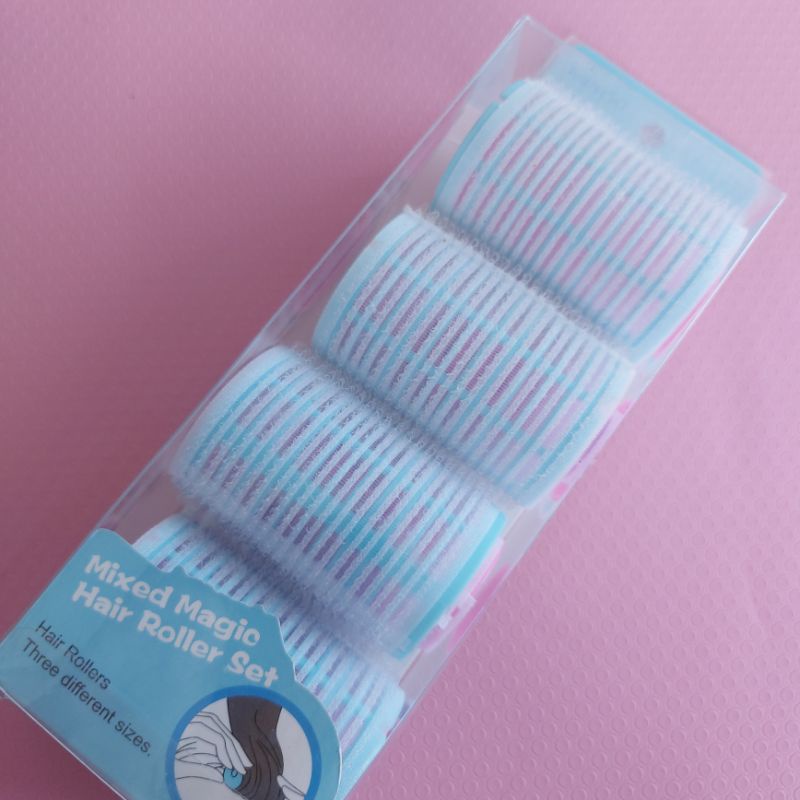 Mixed Magic
Hair Roller Set
Hair Rollers
Three different sizes.